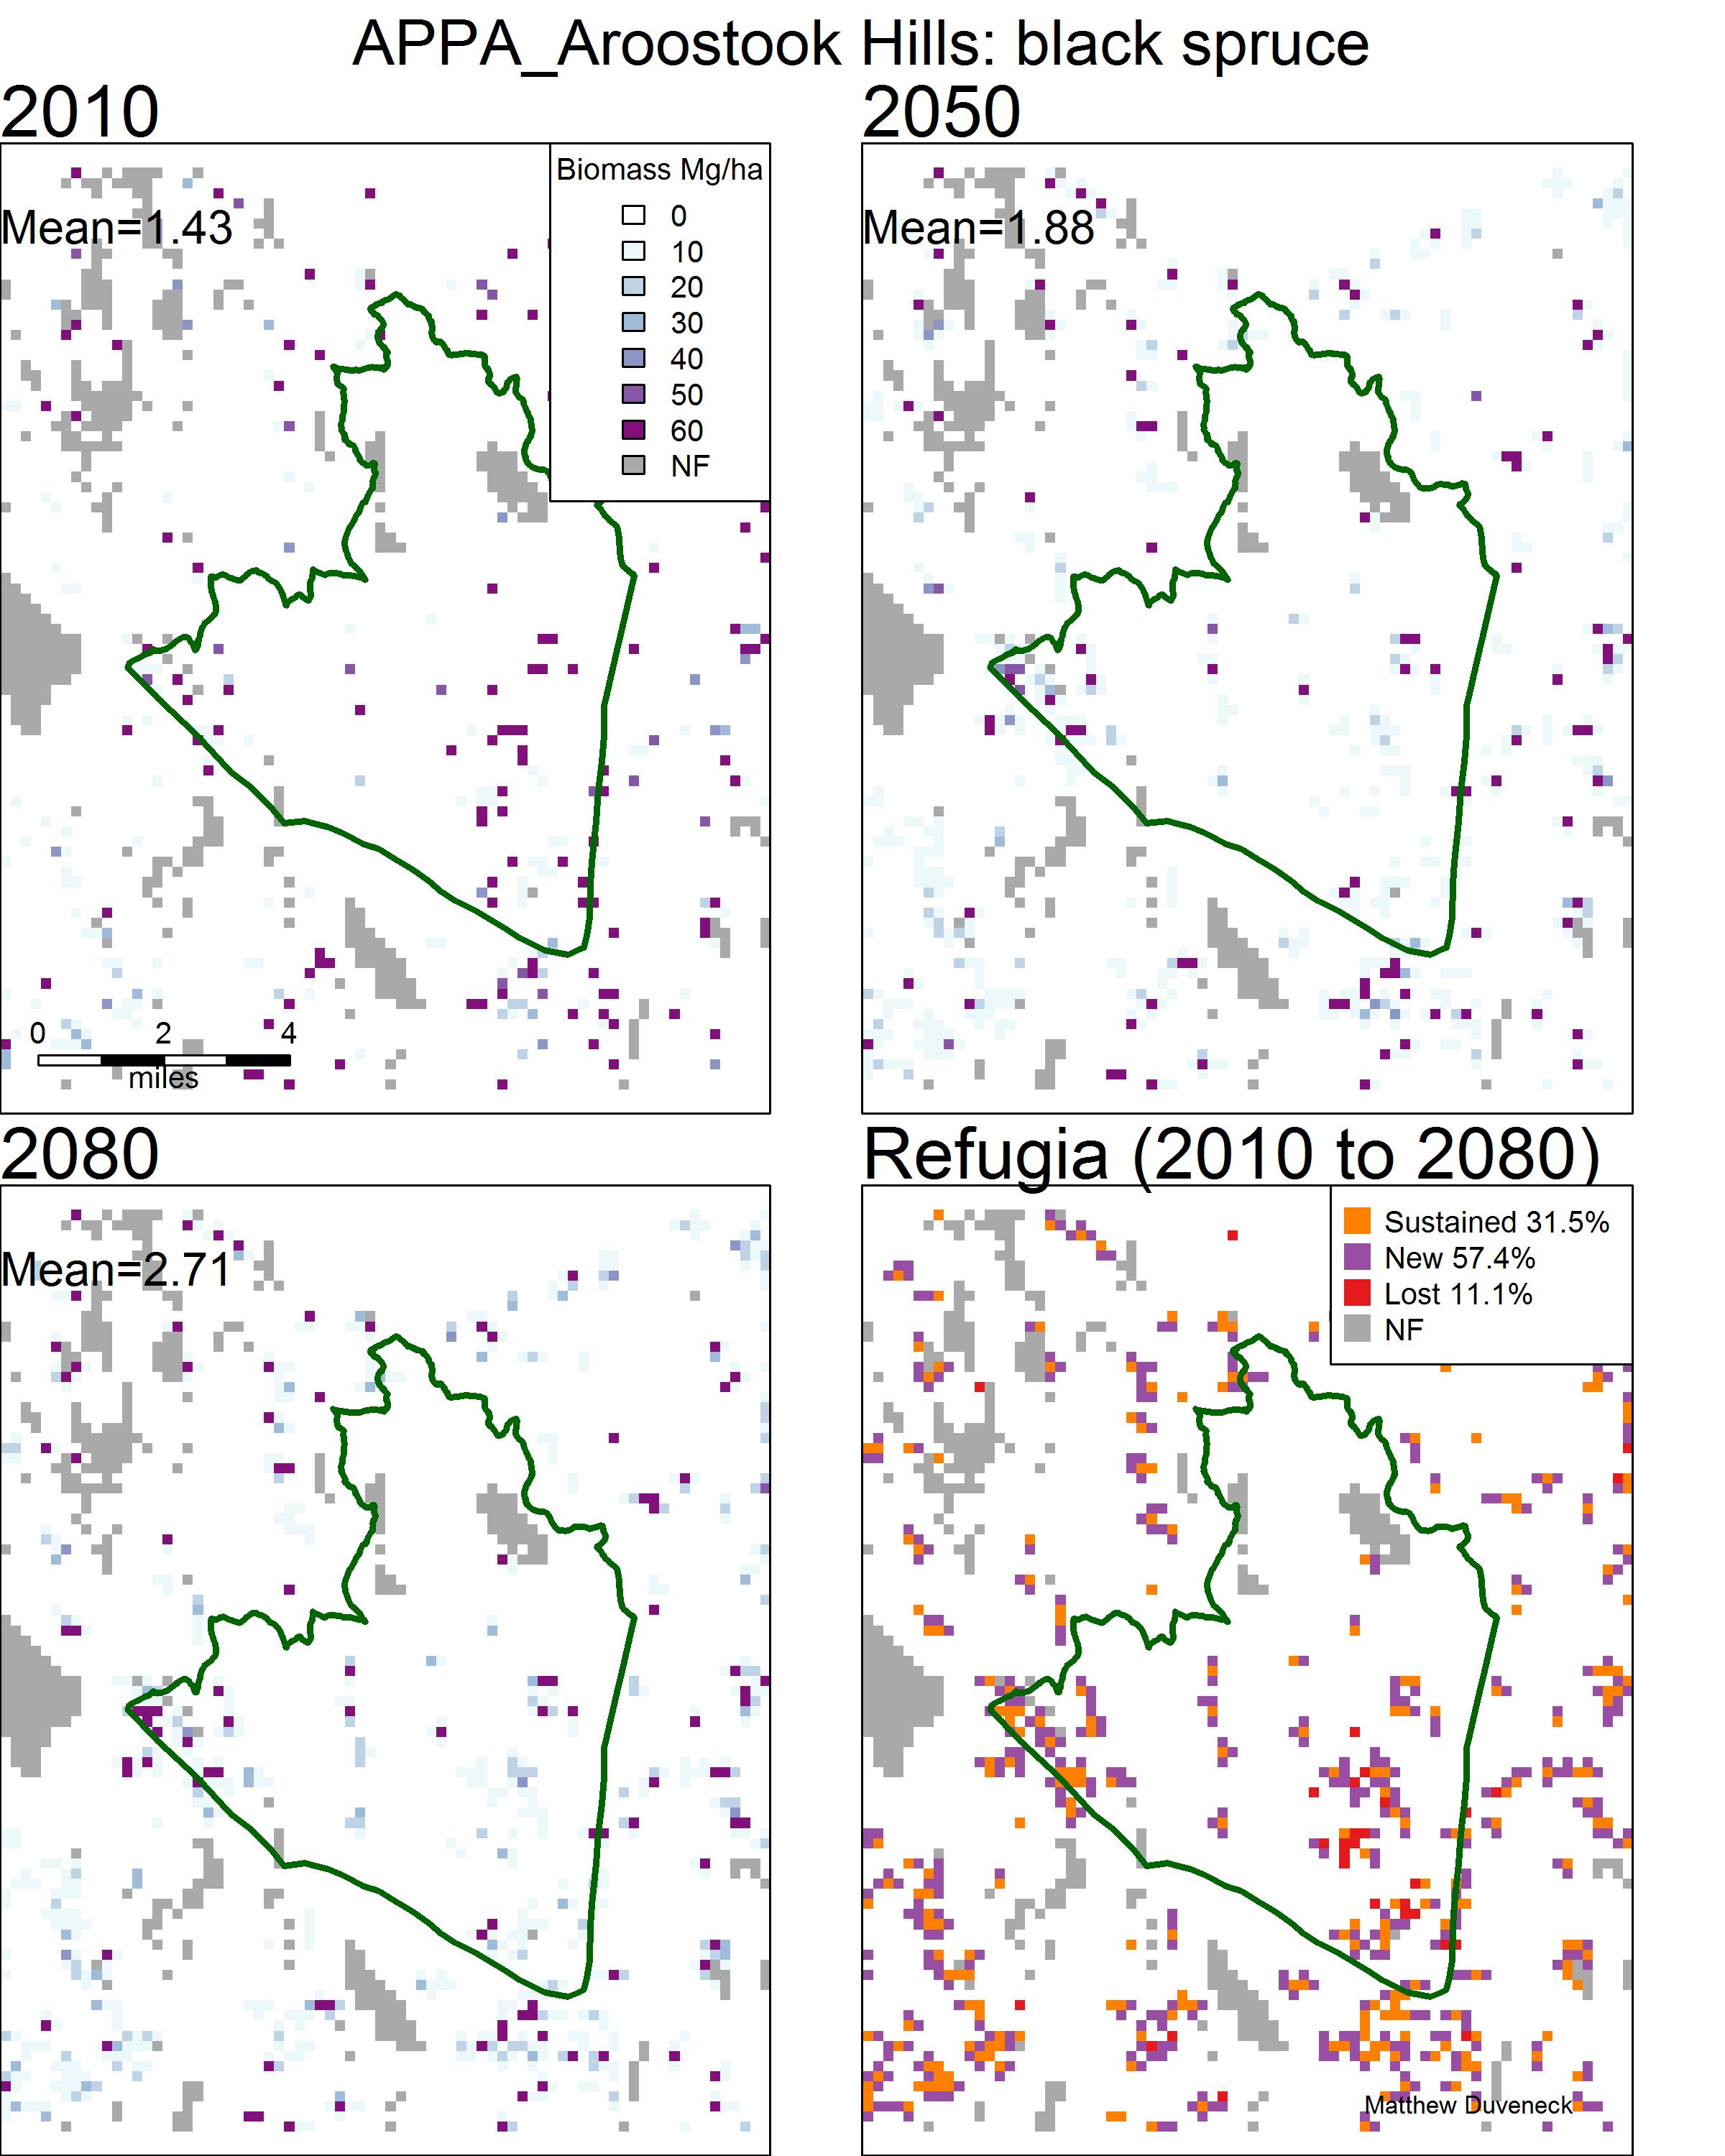 APPA_Aroostook Hills: black spruce
2010
2050
Biomass Mg/ha
0
10
20
30
40
50
60
NF
Mean=1.43
Mean=1.88
0 2 4
miles
2080
Refugia (2010 to 2080)
Mean=2.71
Sustained 31.5%
New 57.4%
Lost 11.1%
NF
Matthew Duveneck